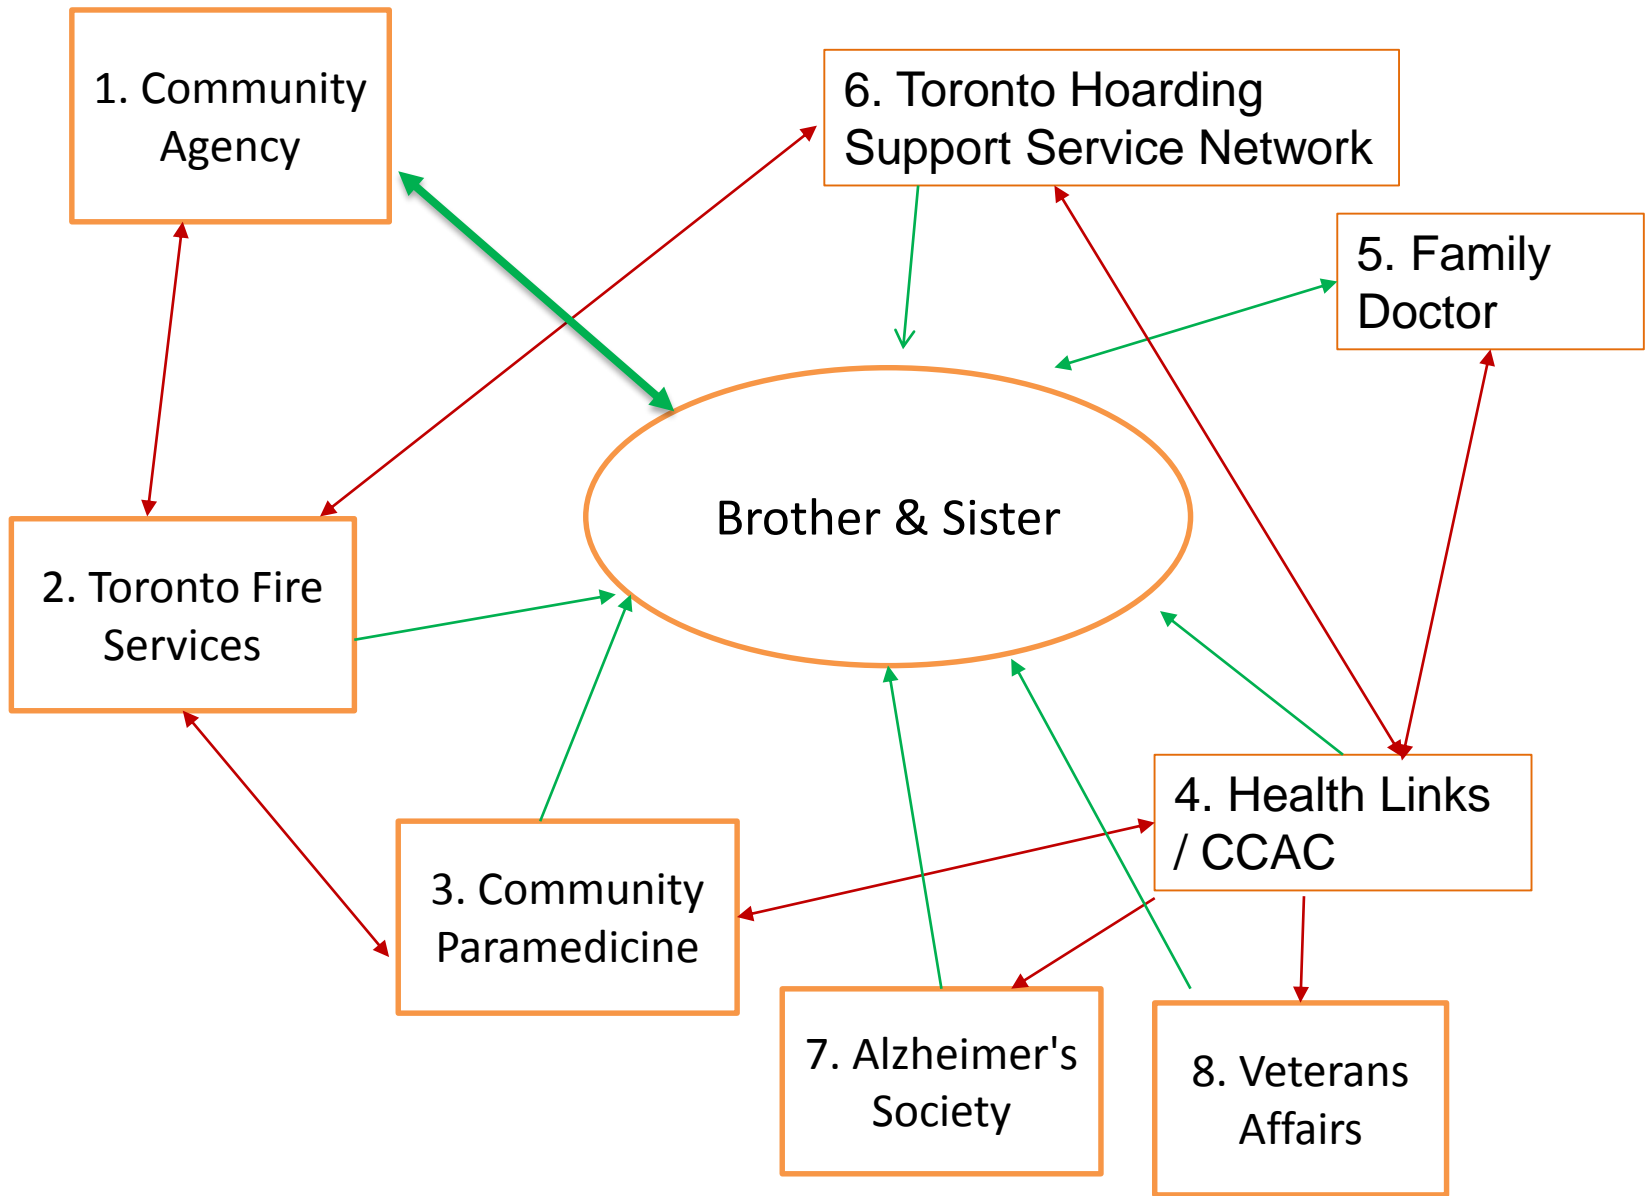 1. Community
Agency
6. Toronto Hoarding
Support Service Network
5. Family
Doctor
Brother & Sister
2. Toronto Fire
Services
4. Health Links
/ CCAC
3. Community
Paramedicine
7. Alzheimer's
Society
8. Veterans
Affairs